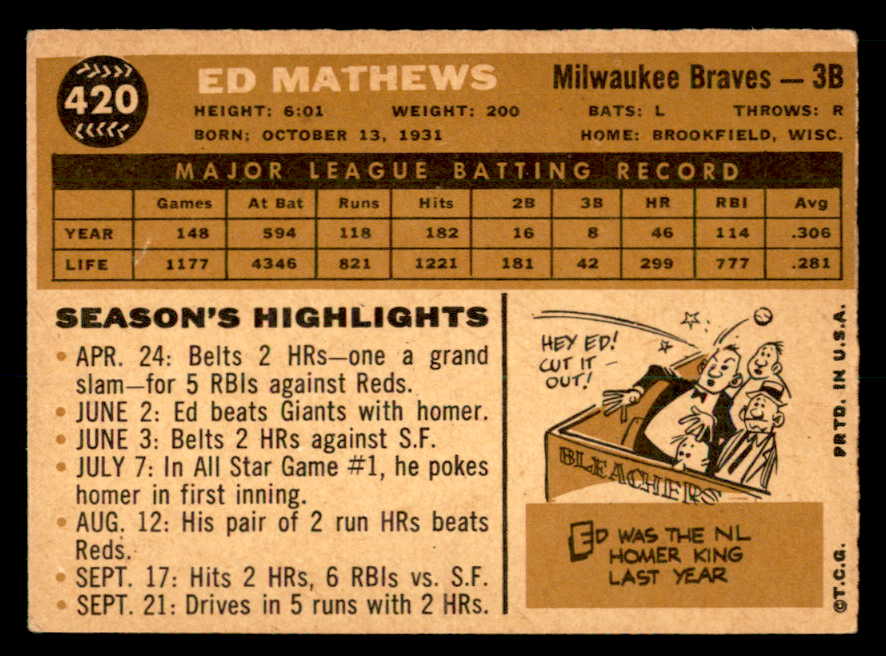 420
ED MATHEWS
Milwaukee Braves — 3B
HEIGHT: 6:01 WEIGHT: 200 BATS: L THROWS: R
BORN: OCTOBER 13, 1931 HOME: BROOKFIELD, WISC.
MAJOR LEAGUE BATTING RECORD
Games At Bat Runs Hits 2B 3B HR RBI Avg
YEAR 148 594 118 182 16 8 46 114 .306
LIFE 1177 4346 821 1221 181 42 299 777 .281
SEASON'S HIGHLIGHTS
• APR. 24: Belts 2 HRs—one a grand
slam—for 5 RBIs against Reds.
• JUNE 2: Ed beats Giants with homer.
• JUNE 3: Belts 2 HRs against S.F.
• JULY 7: In All Star Game #1, he pokes
homer in first inning.
• AUG. 12: His pair of 2 run HRs beats
Reds.
• SEPT. 17: Hits 2 HRs, 6 RBIs vs. S.F.
• SEPT. 21: Drives in 5 runs with 2 HRs.
HEY ED!
CUT IT
OUT!
BLEACHERS
ED WAS THE NL
HOMER KING
LAST YEAR
©T.C.G. PRTD. IN U.S.A.